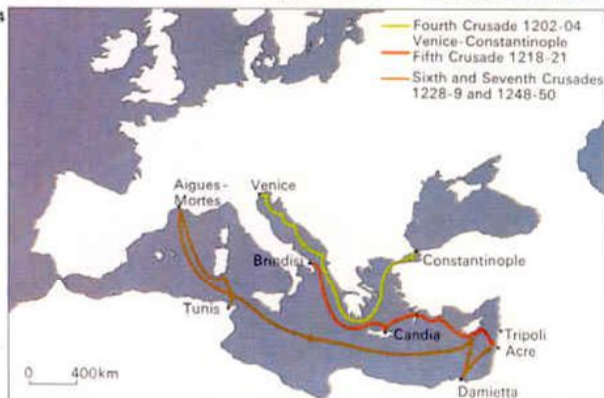 4
Fourth Crusade 1202-04
Venice-Constantinople
Fifth Crusade 1218-21
Sixth and Seventh Crusades
1228-9 and 1248-50
Aigues-
Mortes
Venice
Brindisi
Constantinople
Tunis
Candia
Tripoli
Acre
Damietta
0 400km